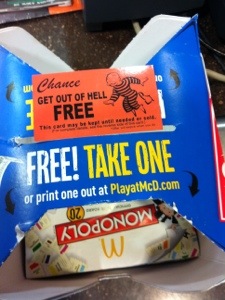 Chance
GET OUT OF HELL
FREE
This card may be kept until needed or sold.
FREE! TAKE ONE
or print one out at PlayatMcD.com
20
MONOPOLY
M